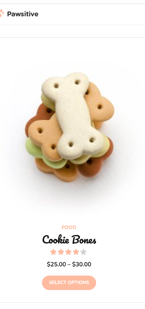 Pawsitive
FOOD
Cookie Bones
$25.00 – $30.00
SELECT OPTIONS